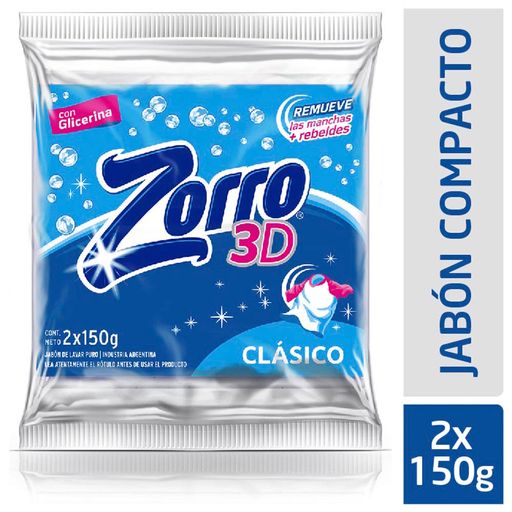 con
Glicerina
REMUEVE
las manchas
+ rebeldes
Zorro®
3D
CONT.
NETO 2x150g
JABÓN DE LAVAR PURO | INDUSTRIA ARGENTINA
LEA ATENTAMENTE EL RÓTULO ANTES DE USAR EL PRODUCTO
CLÁSICO
JABÓN COMPACTO
2x
150g